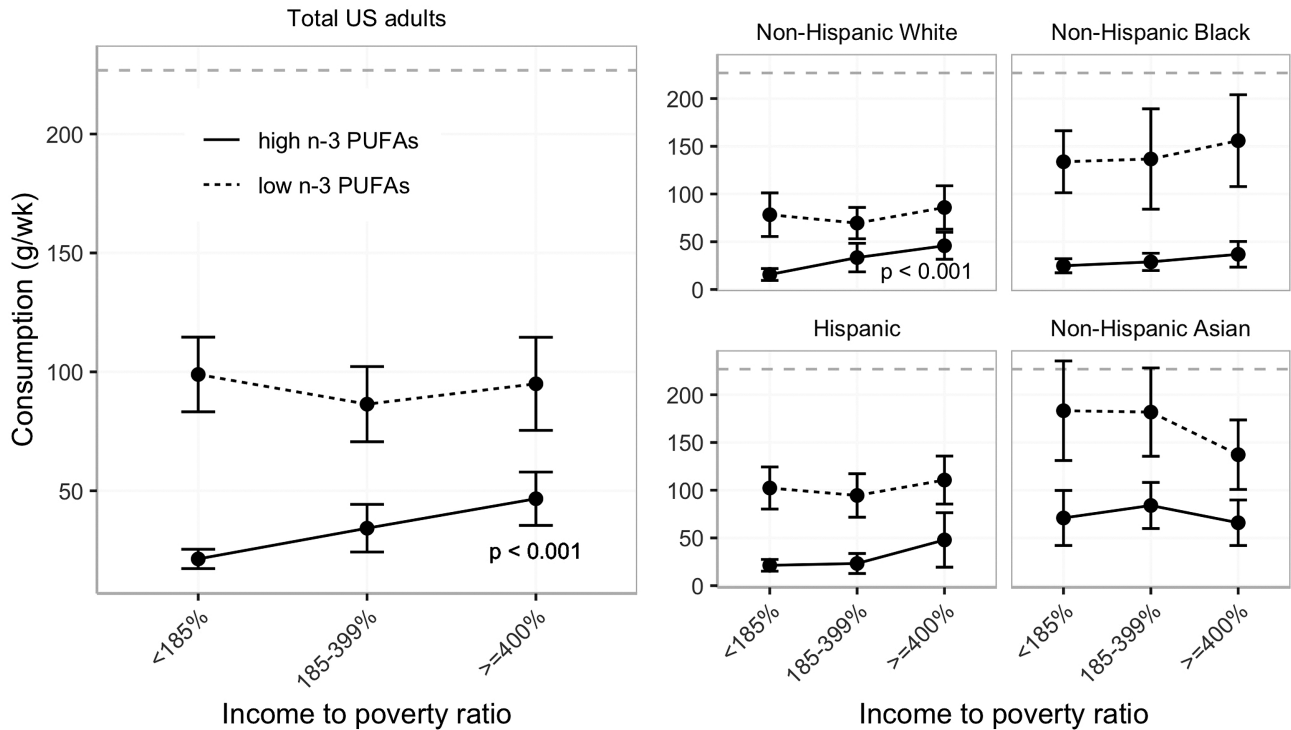 Total US adults
high n-3 PUFAs
low n-3 PUFAs
Consumption (g/wk)
200
150
100
50
p < 0.001
<185%
185-399%
>=400%
Income to poverty ratio
Non-Hispanic White
Non-Hispanic Black
200
150
100
50
0
p < 0.001
Hispanic
Non-Hispanic Asian
200
150
100
50
0
<185%
185-399%
>=400%
<185%
185-399%
>=400%
Income to poverty ratio